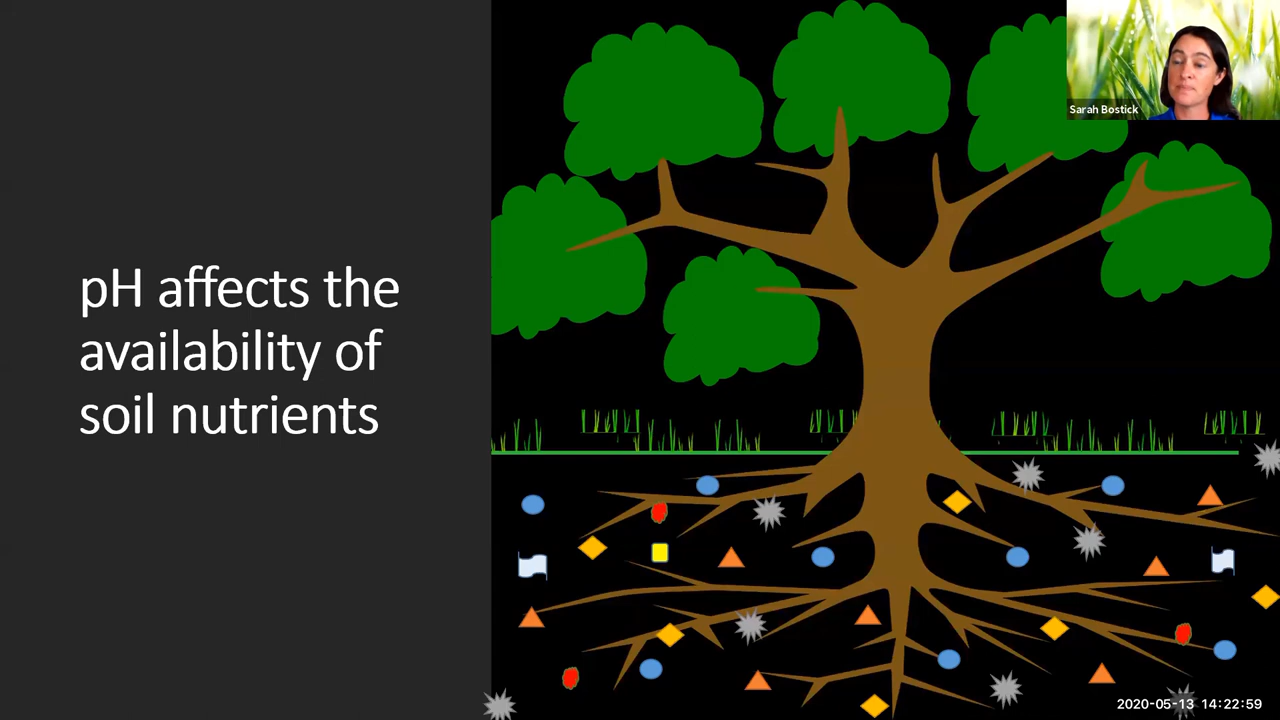 Sarah Bostick
pH affects the
availability of
soil nutrients
2020-05-13 14:22:59